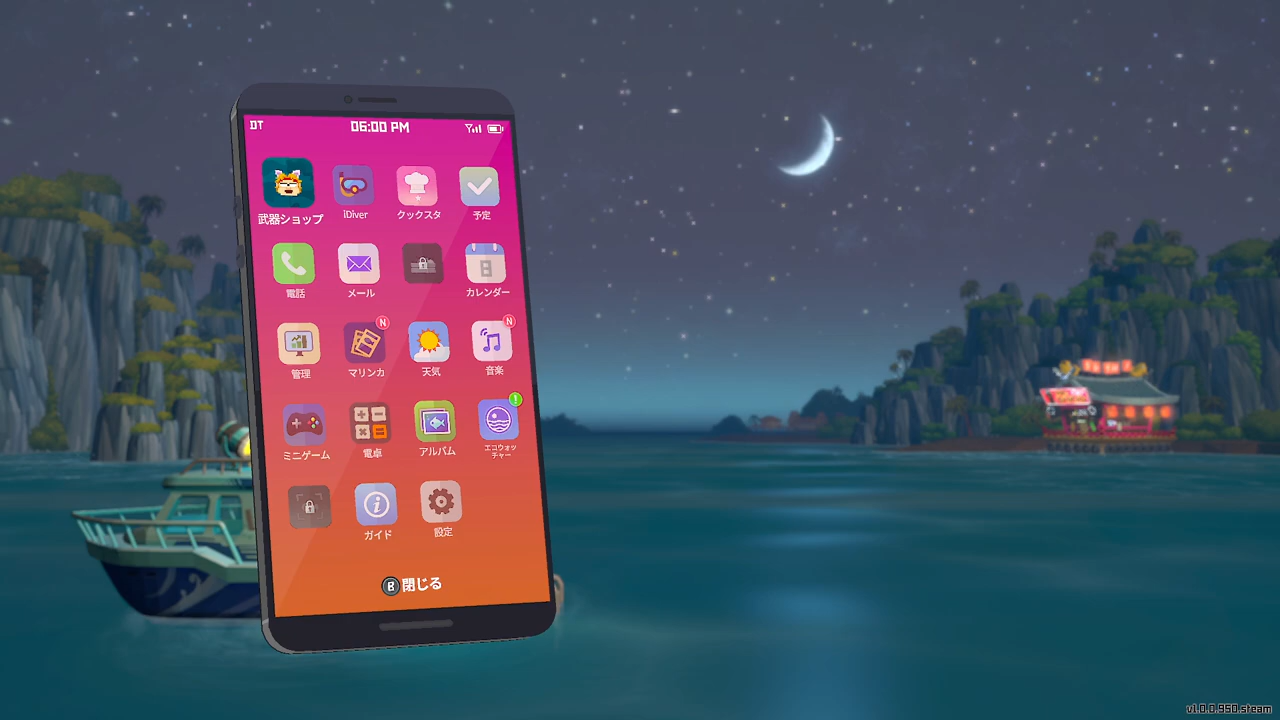 DT
06:00 PM
武器ショップ
iDiver
クックスタ
予定
電話
メール
カレンダー
N
N
管理
マリンカ
天気
音楽
!
ミニゲーム
電卓
アルバム
エコウォッ
チャー
ガイド
設定
B 閉じる
v1.0.0.950.steam